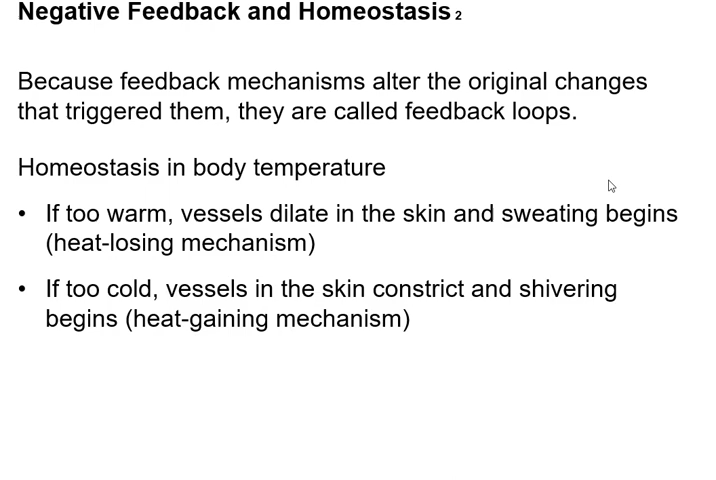 Negative Feedback and Homeostasis 2
Because feedback mechanisms alter the original changes
that triggered them, they are called feedback loops.
Homeostasis in body temperature
• If too warm, vessels dilate in the skin and sweating begins
(heat-losing mechanism)
• If too cold, vessels in the skin constrict and shivering
begins (heat-gaining mechanism)